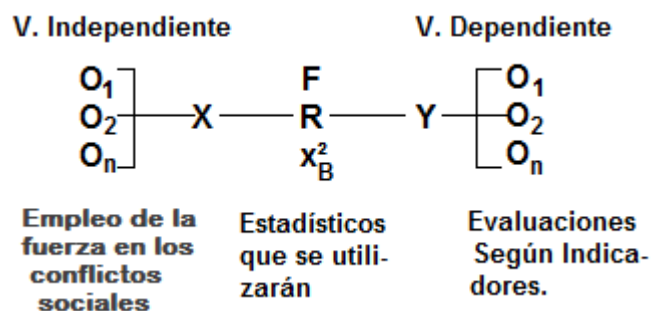 V. Independiente V. Dependiente
O₁ F O₁
O₂ X R Y O₂
Oₙ x²B Oₙ
Empleo de la
fuerza en los
conflictos
sociales
Estadísticos
que se utili-
zarán
Evaluaciones
Según Indica-
dores.